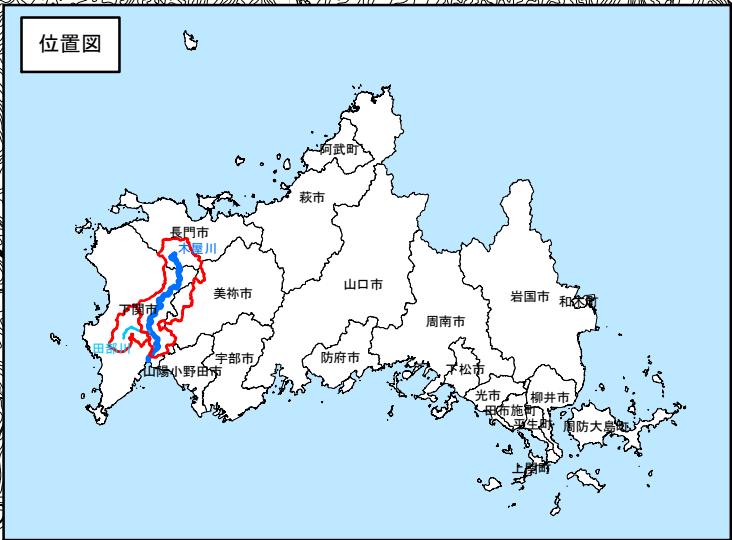 位置図
阿武町
萩市
長門市
木屋川
山口市
美祢市
岩国市
和木町
下関市
周南市
田部川
宇部市
防府市
山陽小野田市
下松市
光市
柳井市
田布施町
平生町
周防大島町
上関町